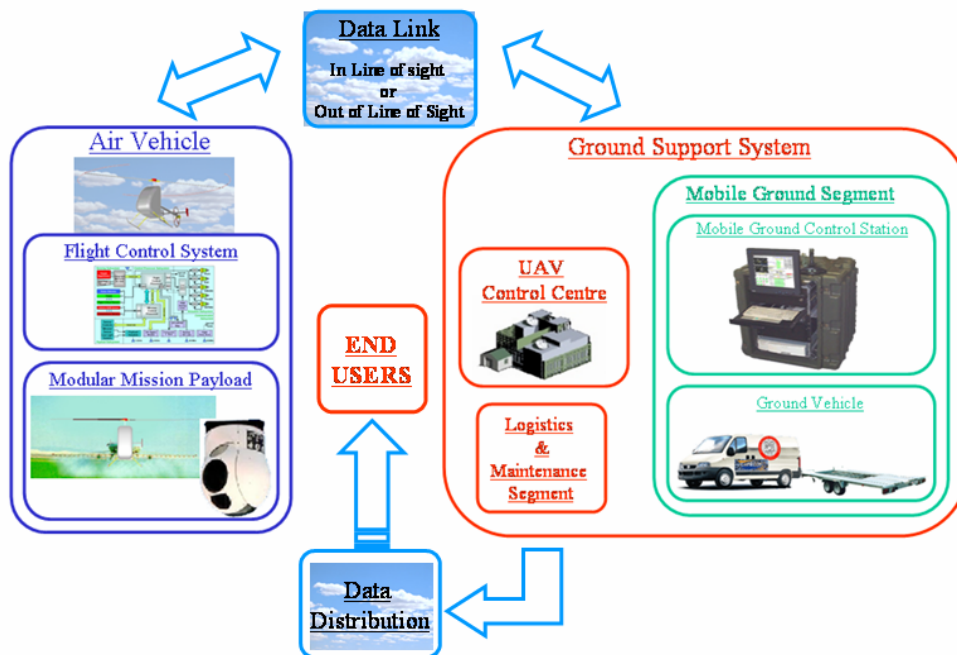 Data Link
In Line of sight
or
Out of Line of Sight
Air Vehicle
Flight Control System
Modular Mission Payload
END
USERS
Data
Distribution
Ground Support System
UAV
Control Centre
Logistics
&
Maintenance
Segment
Mobile Ground Segment
Mobile Ground Control Station
Ground Vehicle